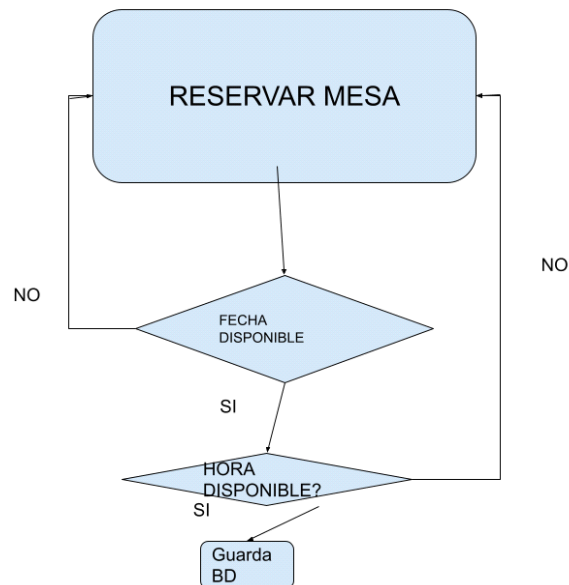 RESERVAR MESA
NO
NO
FECHA
DISPONIBLE
SI
HORA
DISPONIBLE?
SI
Guarda
BD